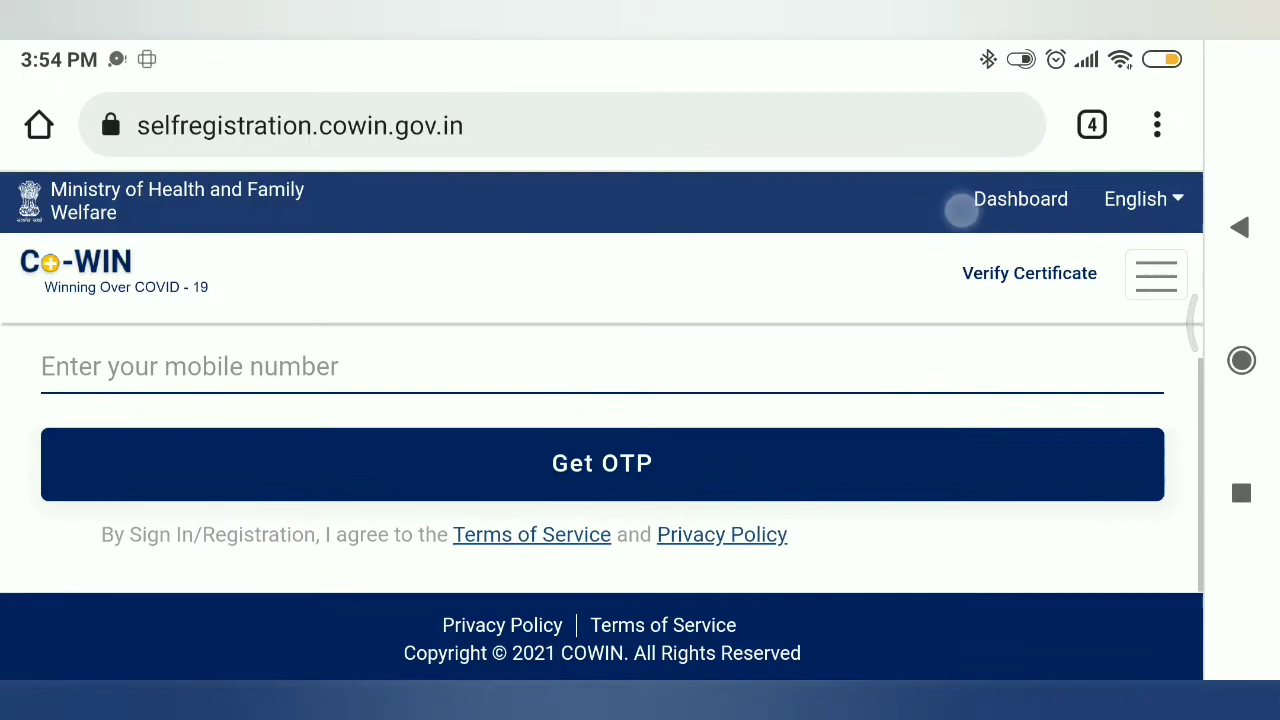 3:54 PM
selfregistration.cowin.gov.in
4
Ministry of Health and Family
Welfare
Dashboard
English
Co-WIN
Winning Over COVID - 19
Verify Certificate
Enter your mobile number
Get OTP
By Sign In/Registration, I agree to the Terms of Service and Privacy Policy
Privacy Policy | Terms of Service
Copyright © 2021 COWIN. All Rights Reserved